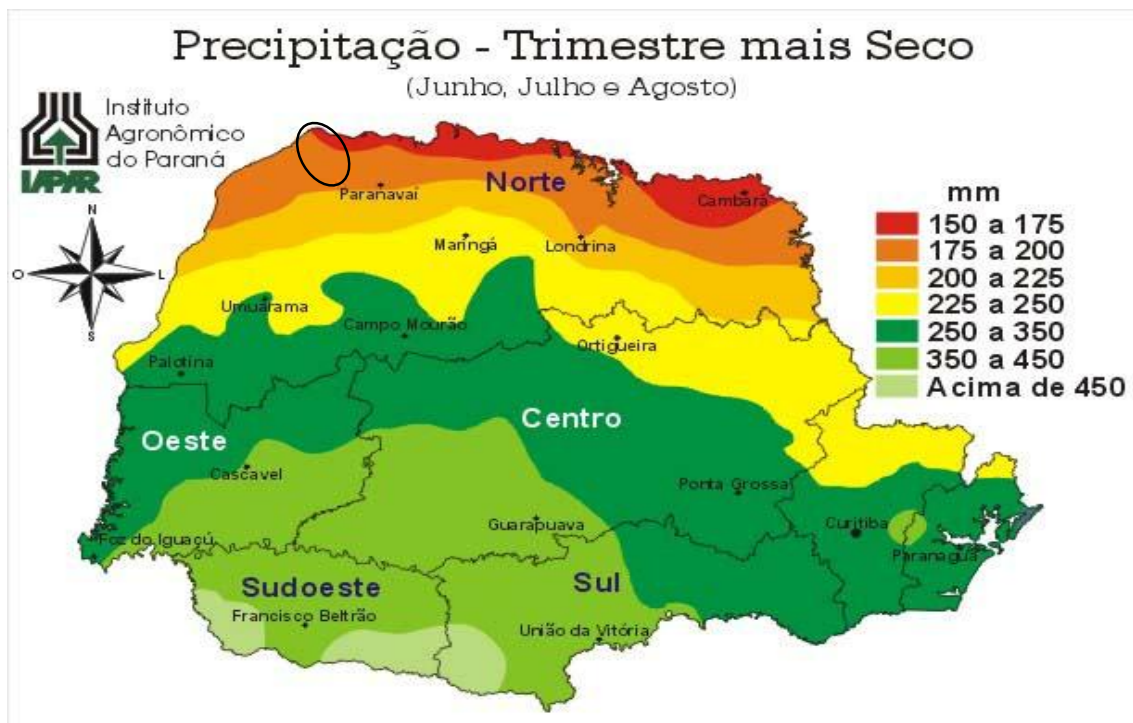 Precipitação - Trimestre mais Seco
(Junho, Julho e Agosto)
Instituto
Agronômico
do Paraná
IAPAR
N
O
L
S
mm
150 a 175
175 a 200
200 a 225
225 a 250
250 a 350
350 a 450
Acima de 450
Norte
Paranavaí
Cambará
Maringá
Londrina
Umuarama
Campo Mourão
Ortigueira
Palotina
Oeste
Centro
Cascavel
Ponta Grossa
Guarapuava
Curitiba
Foz do Iguaçú
Paranaguá
Sudoeste
Sul
Francisco Beltrão
União da Vitória